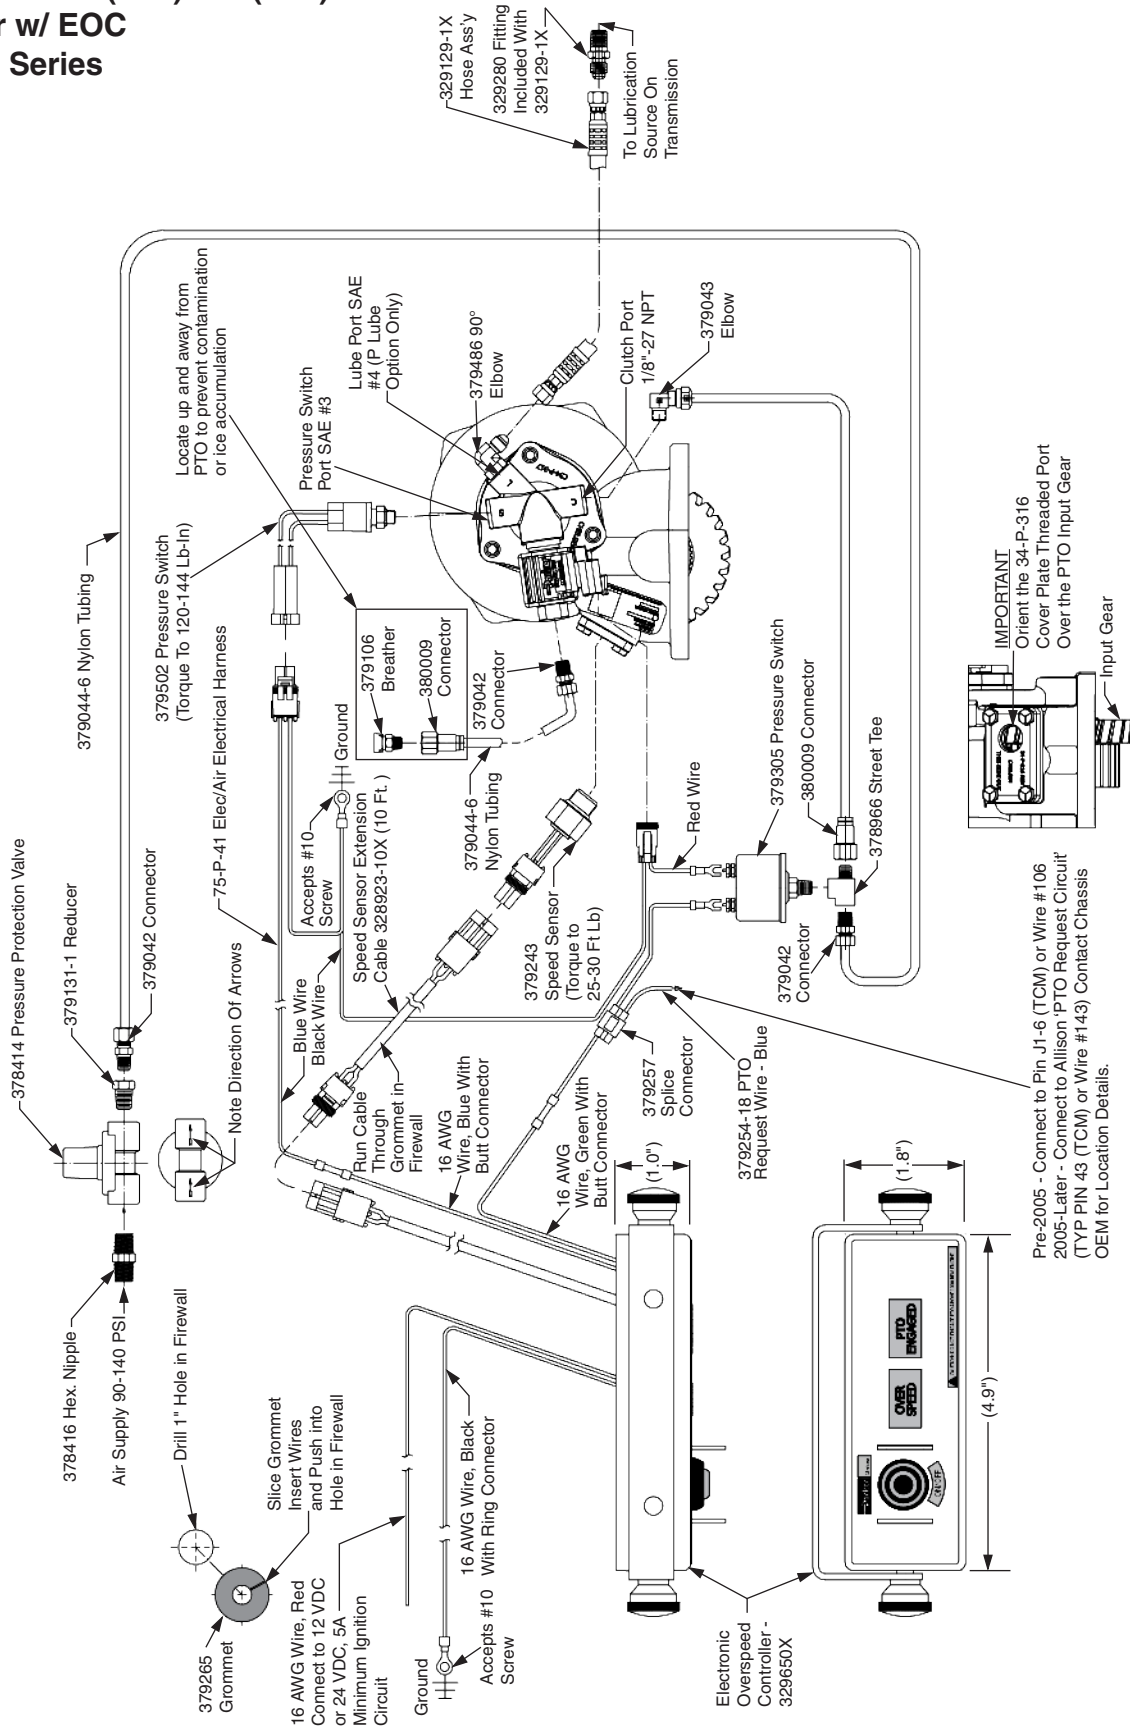 r w/ EOC
Series
378414 Pressure Protection Valve
379131-1 Reducer
379042 Connector
378416 Hex. Nipple
Air Supply 90-140 PSI
Note Direction Of Arrows
Drill 1" Hole in Firewall
379265
Grommet
Slice Grommet
Insert Wires
and Push into
Hole in Firewall
16 AWG Wire, Red
Connect to 12 VDC
or 24 VDC, 5A
Minimum Ignition
Circuit
Ground
Accepts #10
Screw
16 AWG Wire, Black
With Ring Connector
379044-6 Nylon Tubing
379502 Pressure Switch
(Torque To 120-144 Lb-In)
75-P-41 Elec/Air Electrical Harness
Accepts #10
Screw
Ground
Blue Wire
Black Wire
Speed Sensor Extension
Cable 328923-10X (10 Ft. )
Run Cable
Through
Grommet in
Firewall
16 AWG
Wire, Blue With
Butt Connector
16 AWG
Wire, Green With
Butt Connector
Locate up and away from
PTO to prevent contamination
or ice accumulation
379106
Breather
380009
Connector
379042
Connector
379044-6
Nylon Tubing
379243
Speed Sensor
(Torque to
25-30 Ft Lb)
Pressure Switch
Port SAE #3
Lube Port SAE
#4 (P Lube
Option Only)
379486 90°
Elbow
Clutch Port
1/8"-27 NPT
379043
Elbow
S
L
C
329129-1X
Hose Ass'y
329280 Fitting
Included With
329129-1X
To Lubrication
Source On
Transmission
Red Wire
379305 Pressure Switch
380009 Connector
378966 Street Tee
379042
Connector
379257
Splice
Connector
379254-18 PTO
Request Wire - Blue
Pre-2005 - Connect to Pin J1-6 (TCM) or Wire #106
2005-Later - Connect to Allison 'PTO Request Circuit'
(TYP PIN 43 (TCM) or Wire #143) Contact Chassis
OEM for Location Details.
IMPORTANT
Orient the 34-P-316
Cover Plate Threaded Port
Over the PTO Input Gear
Input Gear
(1.0")
(1.8")
(4.9")
PTO
ENGAGED
OVER
SPEED
ON/OFF
Electronic
Overspeed
Controller -
329650X